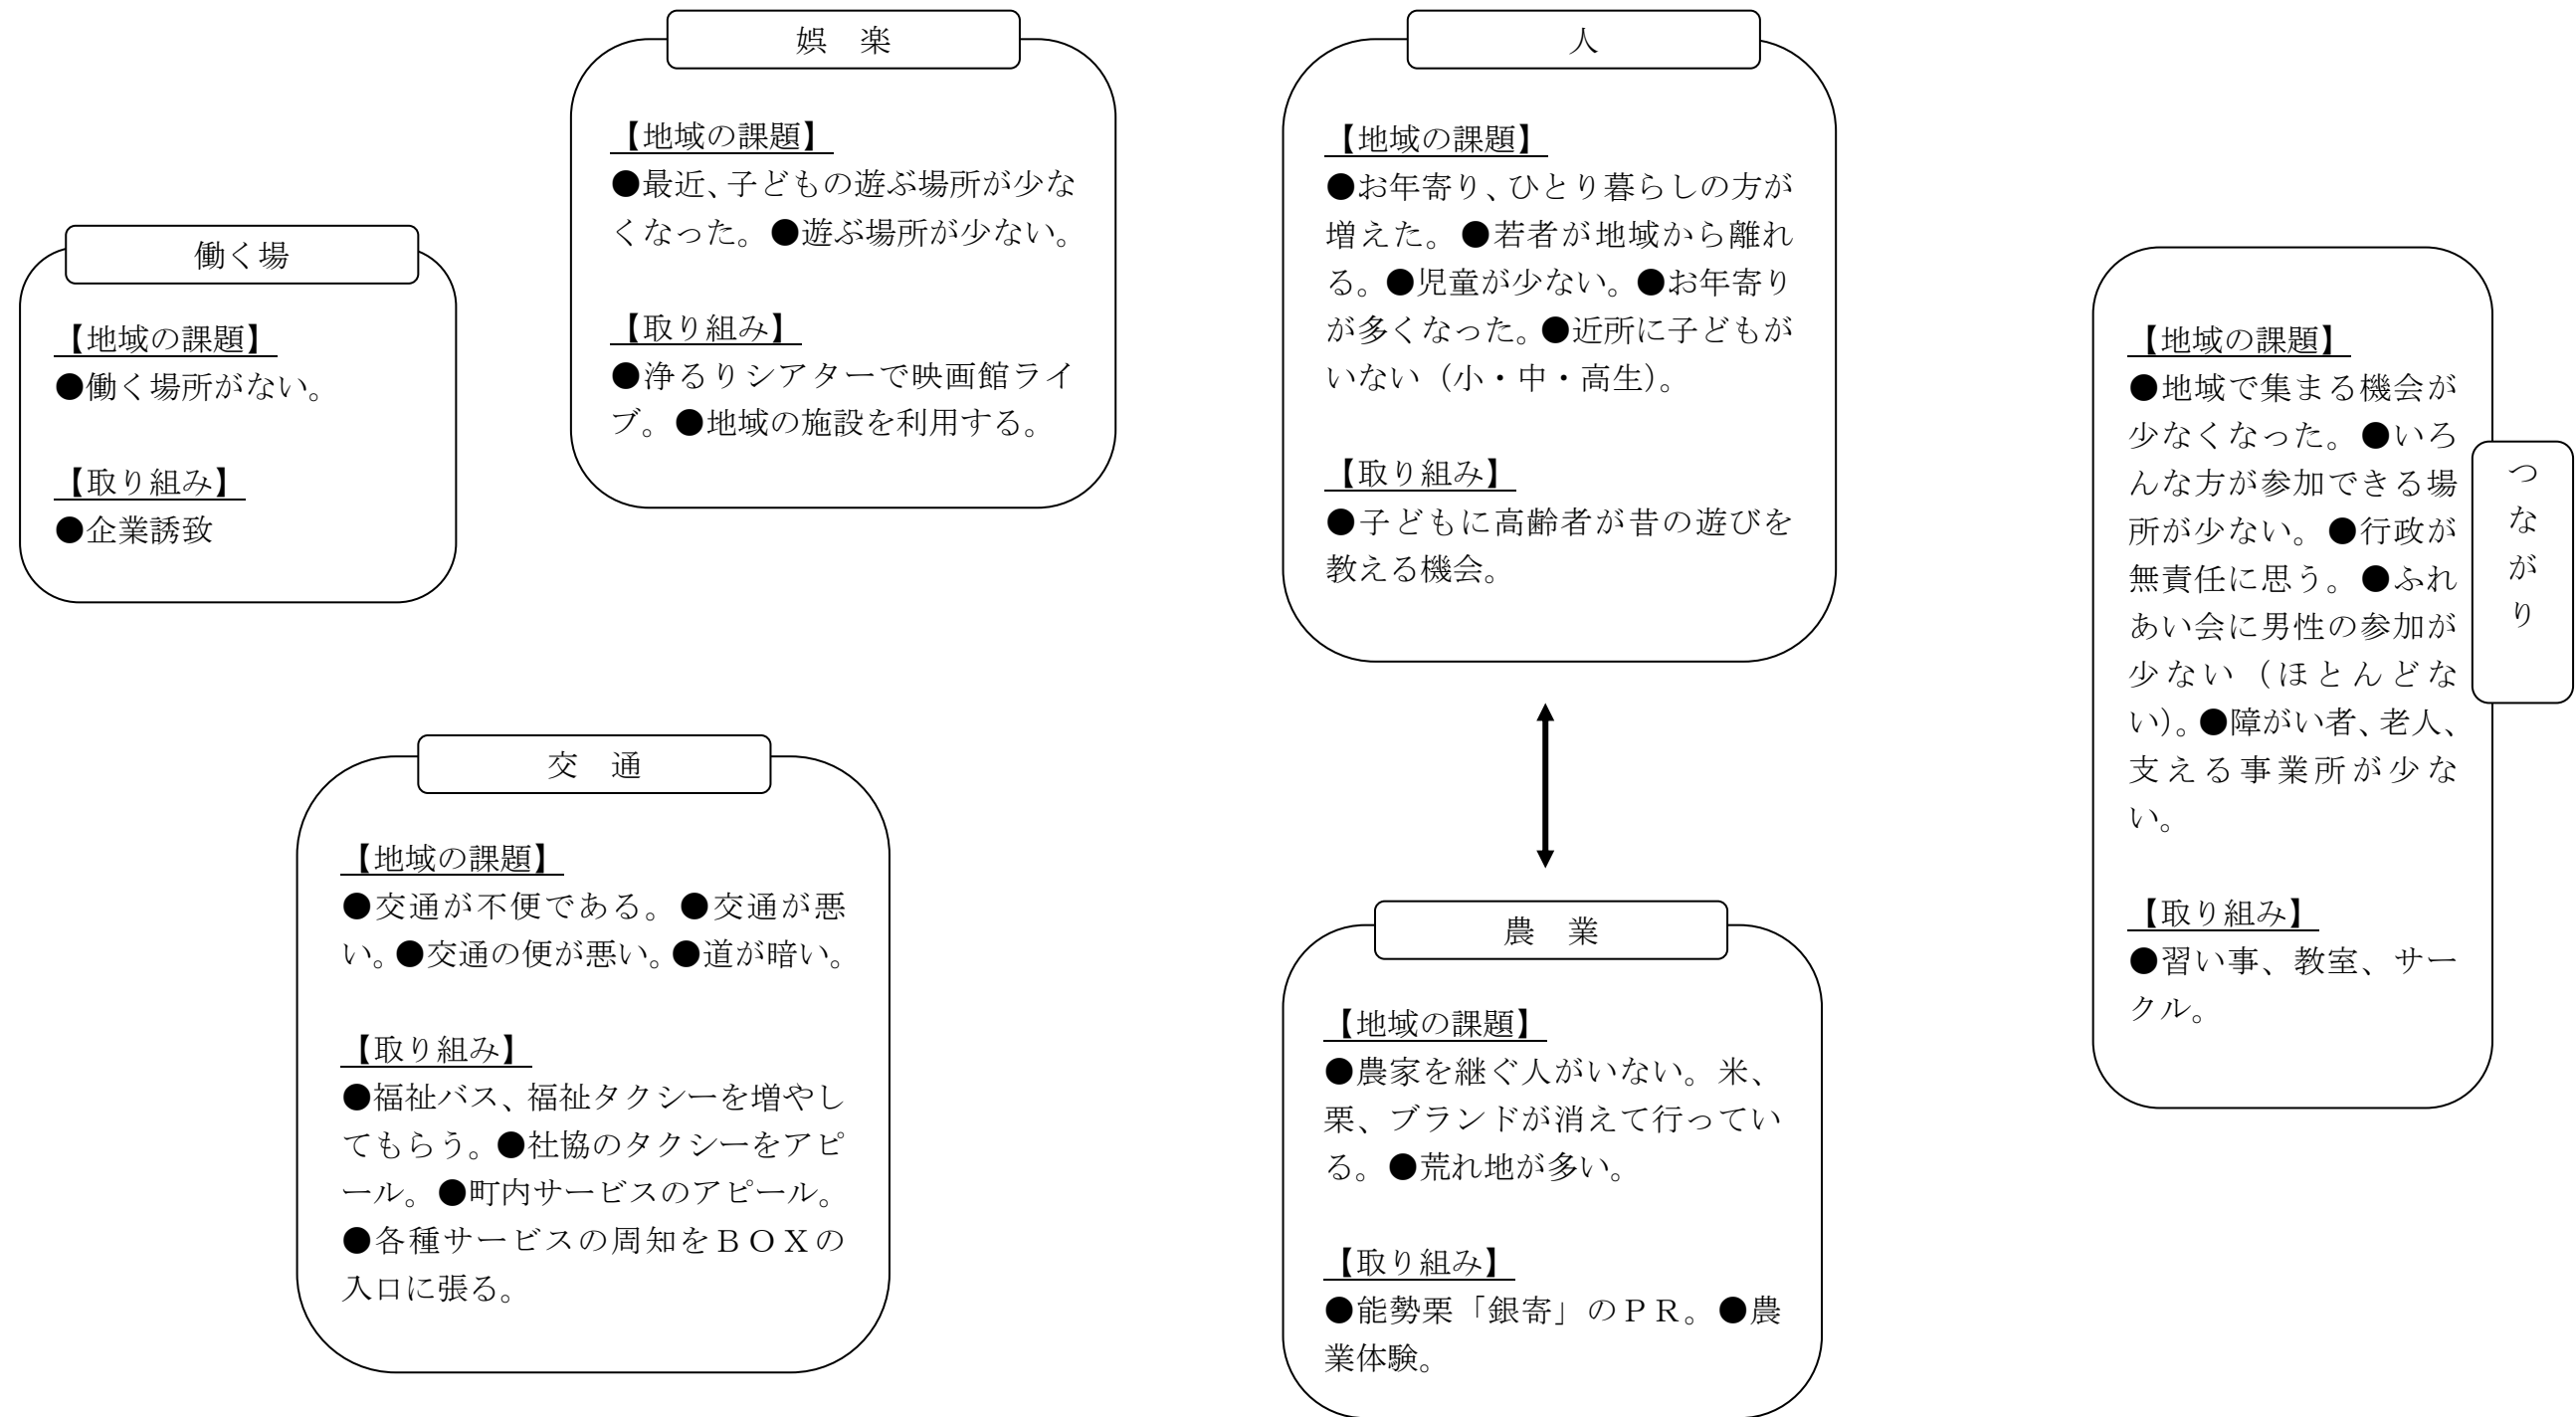 働く場
【地域の課題】
●働く場所がない。
【取り組み】
●企業誘致
娯　楽
【地域の課題】
●最近、子どもの遊ぶ場所が少な
くなった。●遊ぶ場所が少ない。
【取り組み】
●浄るりシアターで映画館ライ
ブ。●地域の施設を利用する。
人
【地域の課題】
●お年寄り、ひとり暮らしの方が
増えた。●若者が地域から離れ
る。●児童が少ない。●お年寄り
が多くなった。●近所に子どもが
いない（小・中・高生）。
【取り組み】
●子どもに高齢者が昔の遊びを
教える機会。
つながり
【地域の課題】
●地域で集まる機会が
少なくなった。●いろ
んな方が参加できる場
所が少ない。●行政が
無責任に思う。●ふれ
あい会に男性の参加が
少ない（ほとんどな
い）。●障がい者、老人、
支える事業所が少な
い。
【取り組み】
●習い事、教室、サー
クル。
交　通
【地域の課題】
●交通が不便である。●交通が悪
い。●交通の便が悪い。●道が暗い。
【取り組み】
●福祉バス、福祉タクシーを増やし
てもらう。●社協のタクシーをアピ
ール。●町内サービスのアピール。
●各種サービスの周知をＢＯＸの
入口に張る。
農　業
【地域の課題】
●農家を継ぐ人がいない。米、
栗、ブランドが消えて行ってい
る。●荒れ地が多い。
【取り組み】
●能勢栗「銀寄」のＰＲ。●農
業体験。